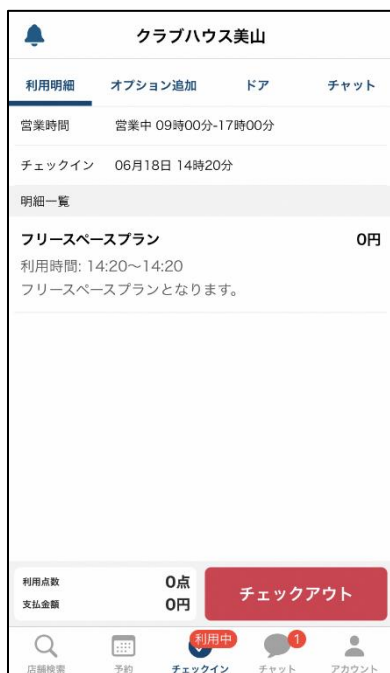 クラブハウス美山
利用明細 オプション追加 ドア チャット
営業時間 営業中 09時00分-17時00分
チェックイン 06月18日 14時20分
明細一覧
フリースペースプラン 0円
利用時間: 14:20〜14:20
フリースペースプランとなります。
利用点数 0点
支払金額 0円
チェックアウト
利用中 1
店舗検索 予約 チェックイン チャット アカウント